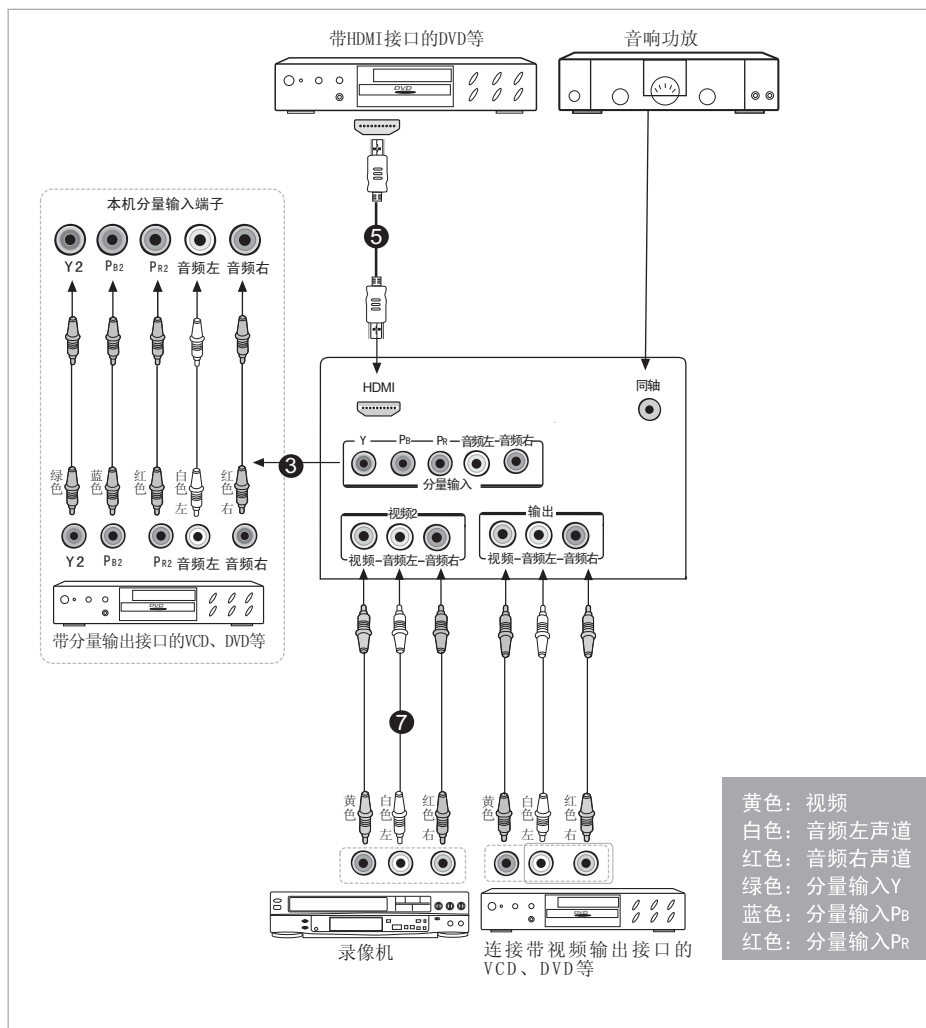 带HDMI接口的DVD等
音响功放
DVD
本机分量输入端子
Y2 PB2 PR2 音频左 音频右
5
HDMI
同轴
Y PB PR 音频左 音频右
分量输入
3
绿色 蓝色 红色 白色 左 红色 右
视频2
输出
视频 音频左 音频右
视频 音频左 音频右
Y2 PB2 PR2 音频左 音频右
DVD
带分量输出接口的VCD、DVD等
7
黄色 白色 左 红色 右
黄色 白色 左 红色 右
DVD
录像机
连接带视频输出接口的
VCD、DVD等
黄色：视频
白色：音频左声道
红色：音频右声道
绿色：分量输入Y
蓝色：分量输入PB
红色：分量输入PR